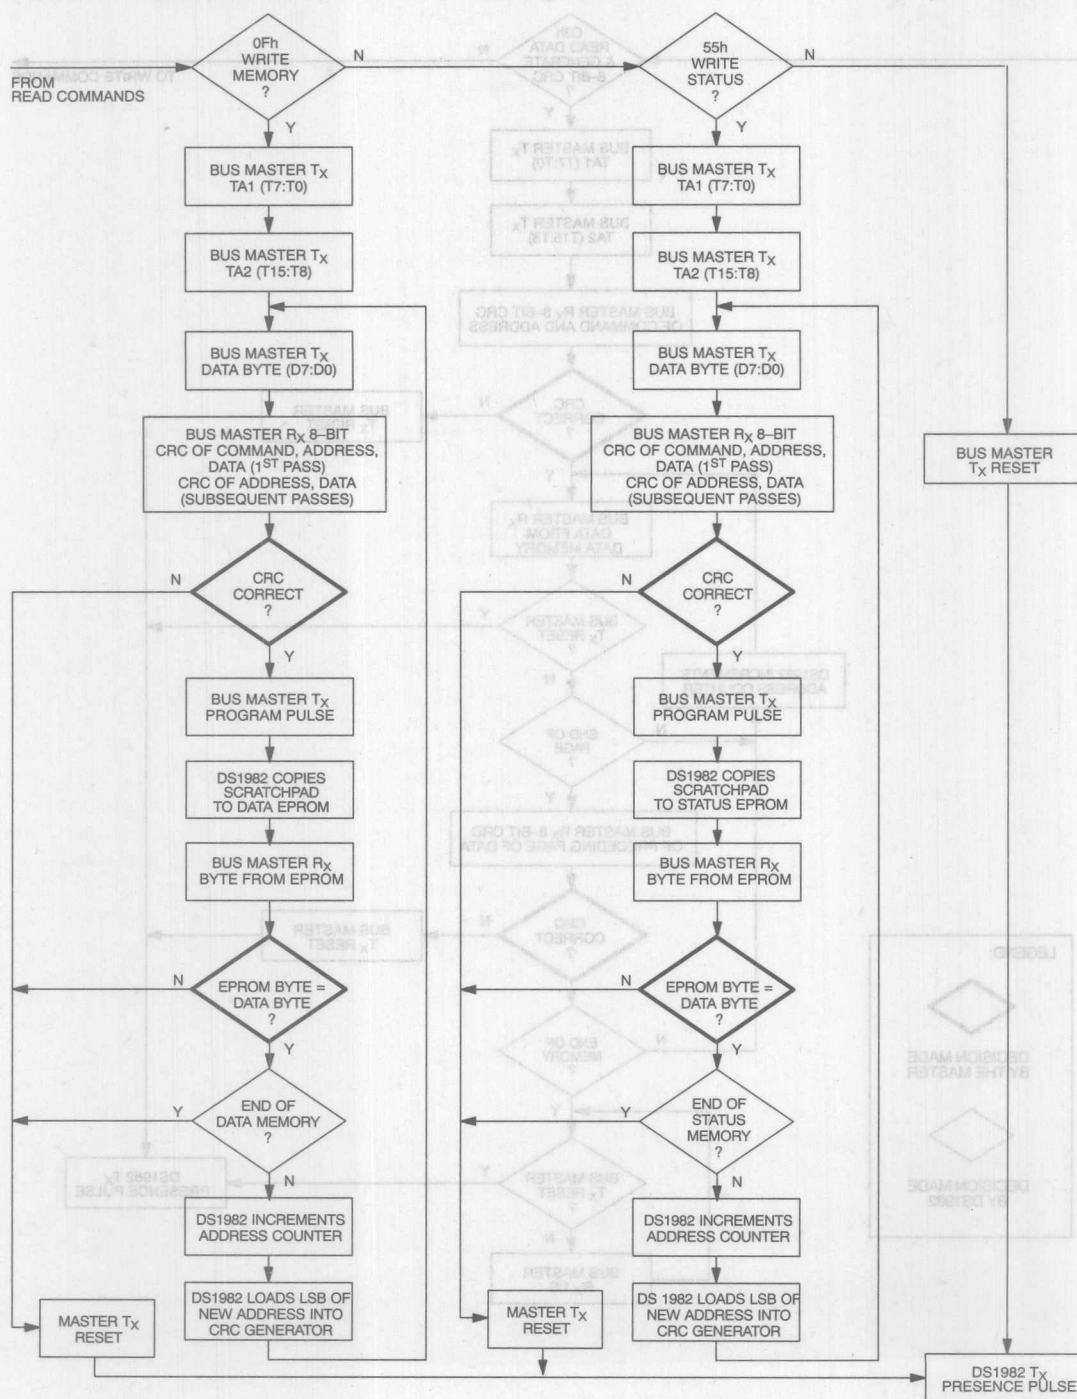 FROM
READ COMMANDS
0Fh
WRITE
MEMORY
?
N
Y
BUS MASTER TX
TA1 (T7:T0)
BUS MASTER TX
TA2 (T15:T8)
BUS MASTER TX
DATA BYTE (D7:D0)
BUS MASTER RX 8–BIT
CRC OF COMMAND, ADDRESS,
DATA (1ST PASS)
CRC OF ADDRESS, DATA
(SUBSEQUENT PASSES)
N
CRC
CORRECT
?
Y
BUS MASTER TX
PROGRAM PULSE
DS1982 COPIES
SCRATCHPAD
TO DATA EPROM
BUS MASTER RX
BYTE FROM EPROM
N
EPROM BYTE =
DATA BYTE
?
Y
Y
END OF
DATA MEMORY
?
N
DS1982 INCREMENTS
ADDRESS COUNTER
DS1982 LOADS LSB OF
NEW ADDRESS INTO
CRC GENERATOR
MASTER TX
RESET
55h
WRITE
STATUS
?
N
Y
BUS MASTER TX
TA1 (T7:T0)
BUS MASTER TX
TA2 (T15:T8)
BUS MASTER TX
DATA BYTE (D7:D0)
BUS MASTER RX 8–BIT
CRC OF COMMAND, ADDRESS,
DATA (1ST PASS)
CRC OF ADDRESS, DATA
(SUBSEQUENT PASSES)
N
CRC
CORRECT
?
Y
BUS MASTER TX
PROGRAM PULSE
DS1982 COPIES
SCRATCHPAD
TO STATUS EPROM
BUS MASTER RX
BYTE FROM EPROM
N
EPROM BYTE =
DATA BYTE
?
Y
Y
END OF
STATUS
MEMORY
?
N
DS1982 INCREMENTS
ADDRESS COUNTER
DS 1982 LOADS LSB OF
NEW ADDRESS INTO
CRC GENERATOR
MASTER TX
RESET
BUS MASTER
TX RESET
DS1982 TX
PRESENCE PULSE